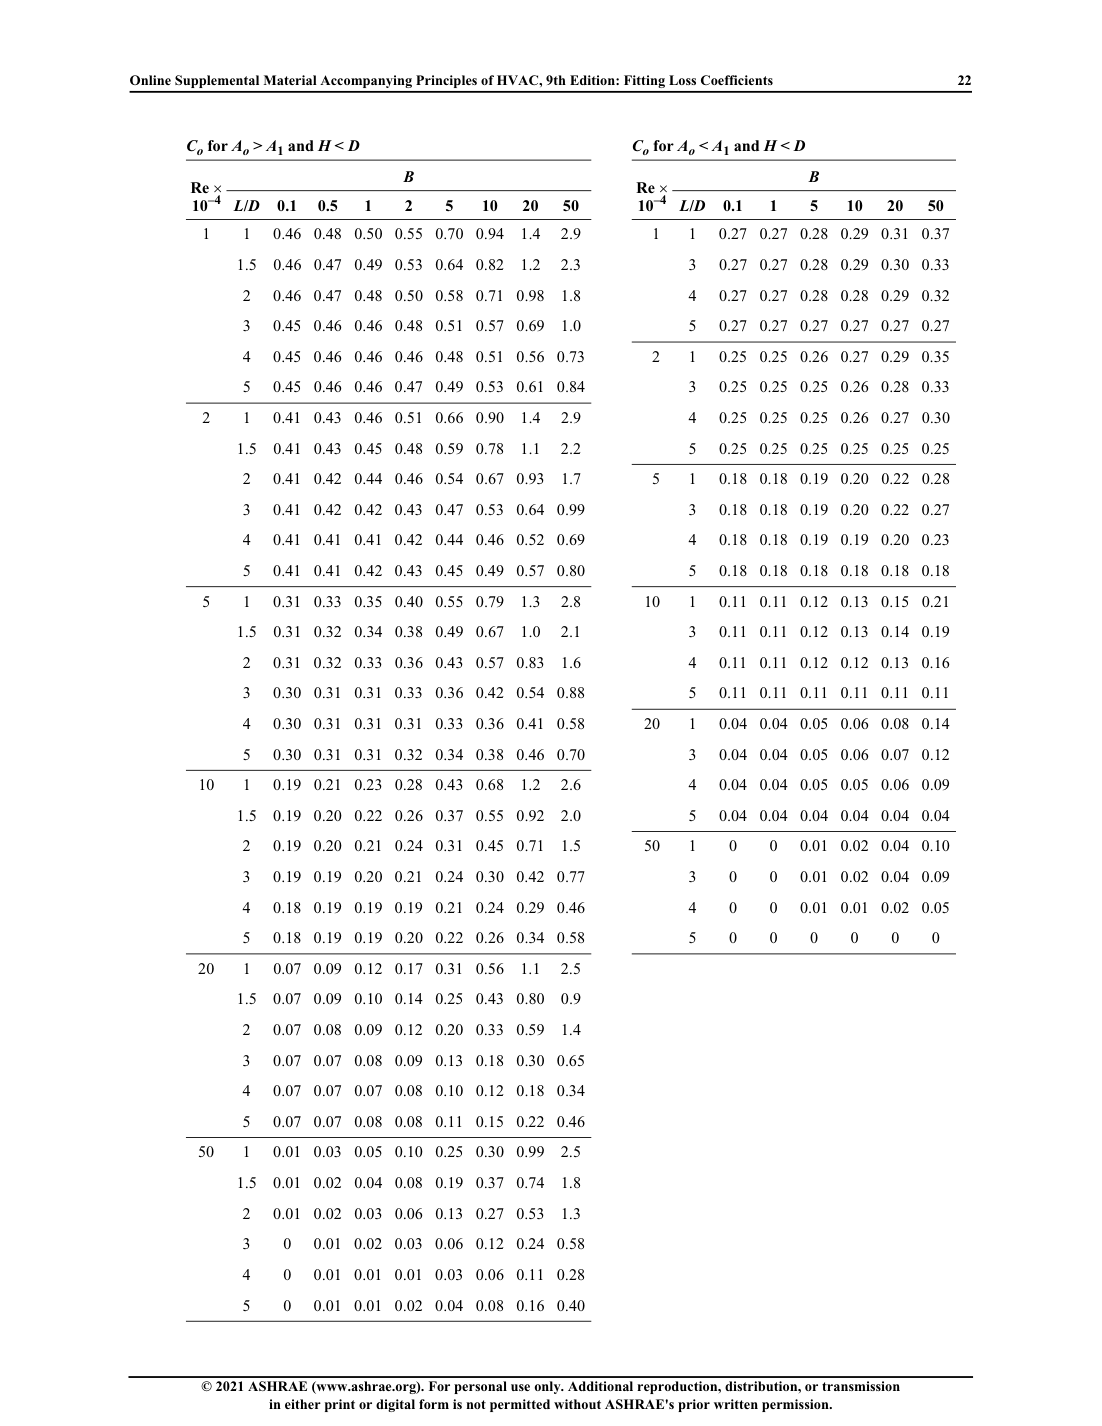 Online Supplemental Material Accompanying Principles of HVAC, 9th Edition: Fitting Loss Coefficients 22
Co for Ao > A1 and H < D
B
Re ×
10–4 L/D 0.1 0.5 1 2 5 10 20 50
1 1 0.46 0.48 0.50 0.55 0.70 0.94 1.4 2.9
1.5 0.46 0.47 0.49 0.53 0.64 0.82 1.2 2.3
2 0.46 0.47 0.48 0.50 0.58 0.71 0.98 1.8
3 0.45 0.46 0.46 0.48 0.51 0.57 0.69 1.0
4 0.45 0.46 0.46 0.46 0.48 0.51 0.56 0.73
5 0.45 0.46 0.46 0.47 0.49 0.53 0.61 0.84
2 1 0.41 0.43 0.46 0.51 0.66 0.90 1.4 2.9
1.5 0.41 0.43 0.45 0.48 0.59 0.78 1.1 2.2
2 0.41 0.42 0.44 0.46 0.54 0.67 0.93 1.7
3 0.41 0.42 0.42 0.43 0.47 0.53 0.64 0.99
4 0.41 0.41 0.41 0.42 0.44 0.46 0.52 0.69
5 0.41 0.41 0.42 0.43 0.45 0.49 0.57 0.80
5 1 0.31 0.33 0.35 0.40 0.55 0.79 1.3 2.8
1.5 0.31 0.32 0.34 0.38 0.49 0.67 1.0 2.1
2 0.31 0.32 0.33 0.36 0.43 0.57 0.83 1.6
3 0.30 0.31 0.31 0.33 0.36 0.42 0.54 0.88
4 0.30 0.31 0.31 0.31 0.33 0.36 0.41 0.58
5 0.30 0.31 0.31 0.32 0.34 0.38 0.46 0.70
10 1 0.19 0.21 0.23 0.28 0.43 0.68 1.2 2.6
1.5 0.19 0.20 0.22 0.26 0.37 0.55 0.92 2.0
2 0.19 0.20 0.21 0.24 0.31 0.45 0.71 1.5
3 0.19 0.19 0.20 0.21 0.24 0.30 0.42 0.77
4 0.18 0.19 0.19 0.19 0.21 0.24 0.29 0.46
5 0.18 0.19 0.19 0.20 0.22 0.26 0.34 0.58
20 1 0.07 0.09 0.12 0.17 0.31 0.56 1.1 2.5
1.5 0.07 0.09 0.10 0.14 0.25 0.43 0.80 0.9
2 0.07 0.08 0.09 0.12 0.20 0.33 0.59 1.4
3 0.07 0.07 0.08 0.09 0.13 0.18 0.30 0.65
4 0.07 0.07 0.07 0.08 0.10 0.12 0.18 0.34
5 0.07 0.07 0.08 0.08 0.11 0.15 0.22 0.46
50 1 0.01 0.03 0.05 0.10 0.25 0.30 0.99 2.5
1.5 0.01 0.02 0.04 0.08 0.19 0.37 0.74 1.8
2 0.01 0.02 0.03 0.06 0.13 0.27 0.53 1.3
3 0 0.01 0.02 0.03 0.06 0.12 0.24 0.58
4 0 0.01 0.01 0.01 0.03 0.06 0.11 0.28
5 0 0.01 0.01 0.02 0.04 0.08 0.16 0.40
Co for Ao < A1 and H < D
B
Re ×
10–4 L/D 0.1 1 5 10 20 50
1 1 0.27 0.27 0.28 0.29 0.31 0.37
3 0.27 0.27 0.28 0.29 0.30 0.33
4 0.27 0.27 0.28 0.28 0.29 0.32
5 0.27 0.27 0.27 0.27 0.27 0.27
2 1 0.25 0.25 0.26 0.27 0.29 0.35
3 0.25 0.25 0.25 0.26 0.28 0.33
4 0.25 0.25 0.25 0.26 0.27 0.30
5 0.25 0.25 0.25 0.25 0.25 0.25
5 1 0.18 0.18 0.19 0.20 0.22 0.28
3 0.18 0.18 0.19 0.20 0.22 0.27
4 0.18 0.18 0.19 0.19 0.20 0.23
5 0.18 0.18 0.18 0.18 0.18 0.18
10 1 0.11 0.11 0.12 0.13 0.15 0.21
3 0.11 0.11 0.12 0.13 0.14 0.19
4 0.11 0.11 0.12 0.12 0.13 0.16
5 0.11 0.11 0.11 0.11 0.11 0.11
20 1 0.04 0.04 0.05 0.06 0.08 0.14
3 0.04 0.04 0.05 0.06 0.07 0.12
4 0.04 0.04 0.05 0.05 0.06 0.09
5 0.04 0.04 0.04 0.04 0.04 0.04
50 1 0 0 0.01 0.02 0.04 0.10
3 0 0 0.01 0.02 0.04 0.09
4 0 0 0.01 0.01 0.02 0.05
5 0 0 0 0 0 0
© 2021 ASHRAE (www.ashrae.org). For personal use only. Additional reproduction, distribution, or transmission
in either print or digital form is not permitted without ASHRAE's prior written permission.